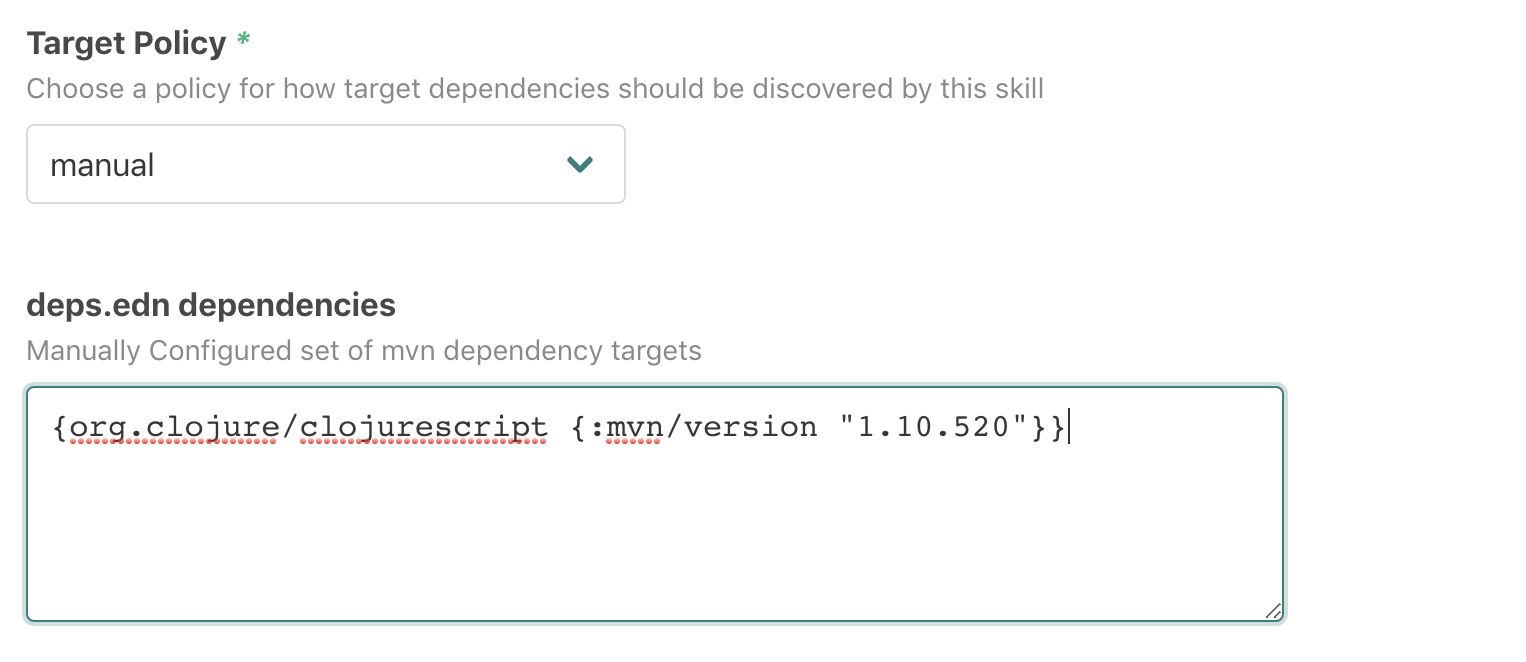 Target Policy *
Choose a policy for how target dependencies should be discovered by this skill
manual
deps.edn dependencies
Manually Configured set of mvn dependency targets
{org.clojure/clojurescript {:mvn/version "1.10.520"}}